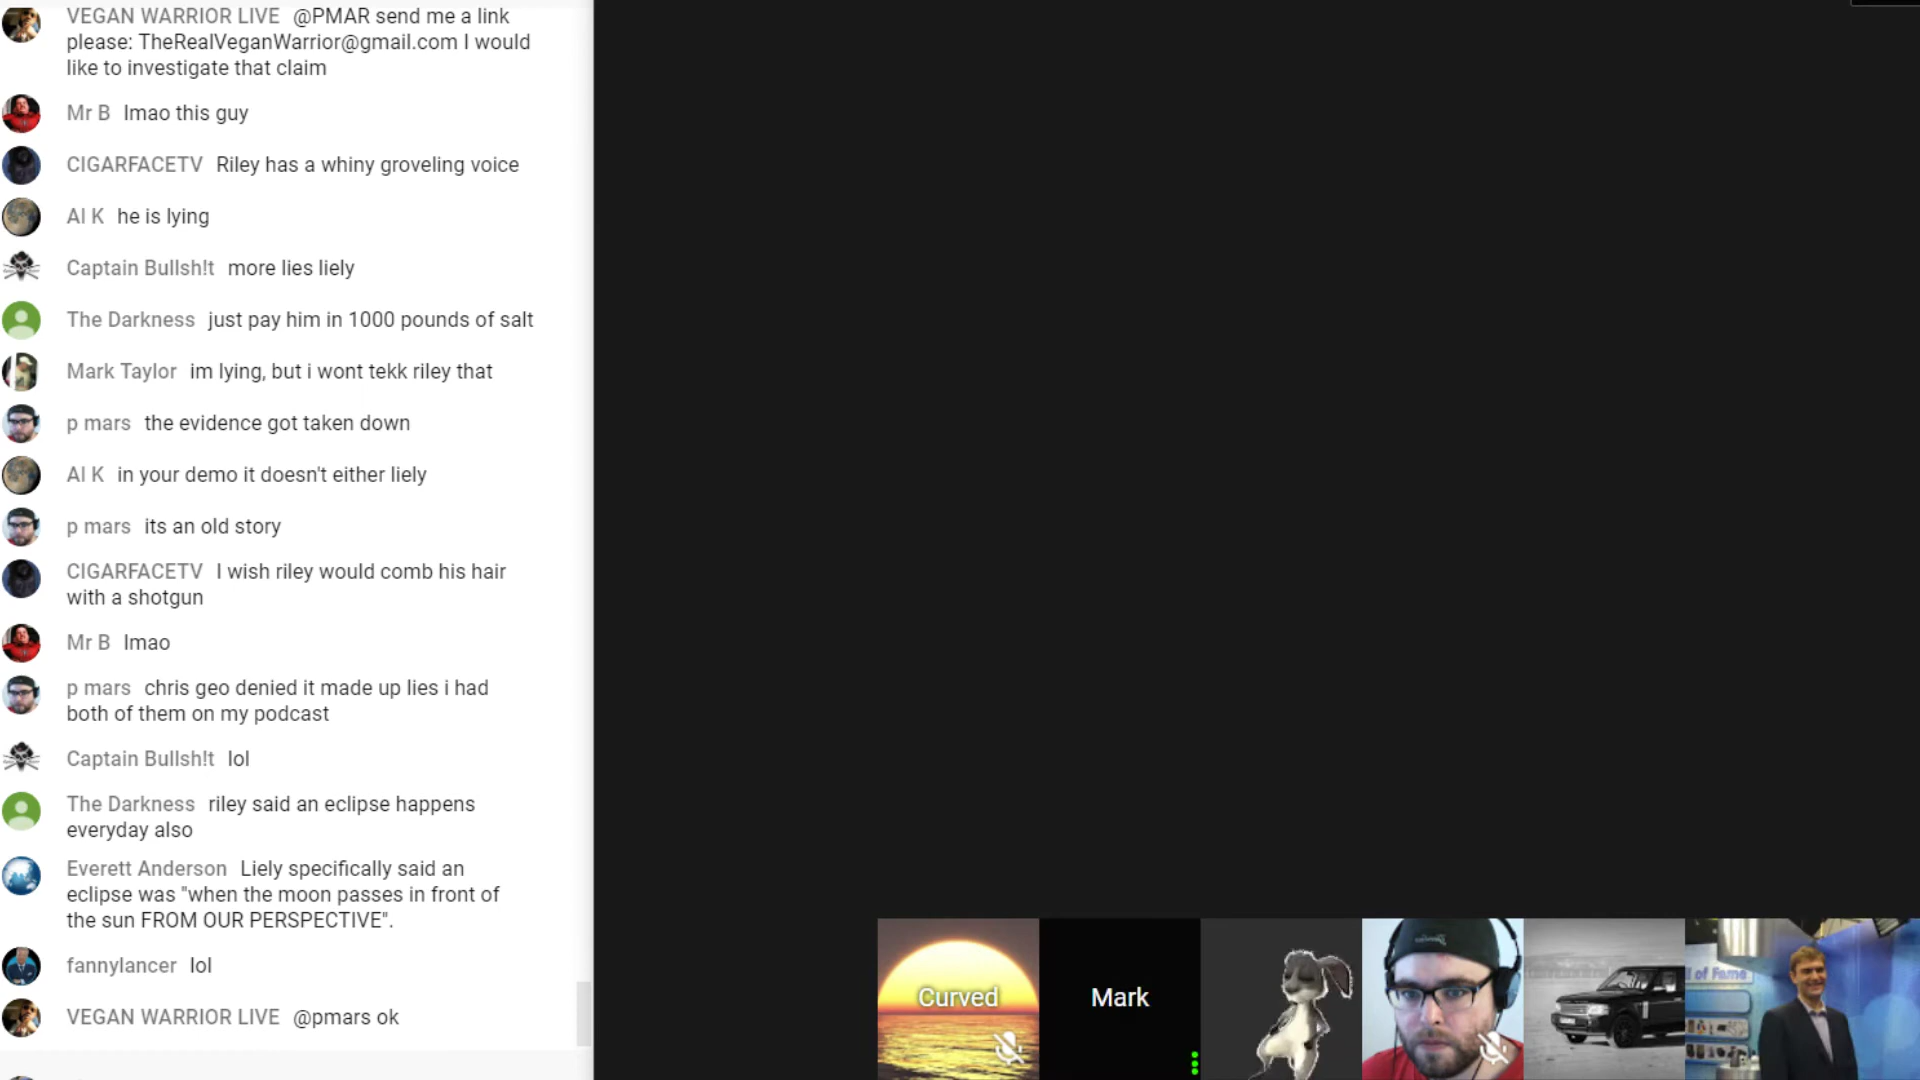 VEGAN WARRIOR LIVE @PMAR send me a link
please: TheRealVeganWarrior@gmail.com I would
like to investigate that claim
Mr B lmao this guy
CIGARFACETV Riley has a whiny groveling voice
Al K he is lying
Captain Bullsh!t more lies liely
The Darkness just pay him in 1000 pounds of salt
Mark Taylor im lying, but i wont tekk riley that
p mars the evidence got taken down
Al K in your demo it doesn't either liely
p mars its an old story
CIGARFACETV I wish riley would comb his hair
with a shotgun
Mr B lmao
p mars chris geo denied it made up lies i had
both of them on my podcast
Captain Bullsh!t lol
The Darkness riley said an eclipse happens
everyday also
Everett Anderson Liely specifically said an
eclipse was "when the moon passes in front of
the sun FROM OUR PERSPECTIVE".
fannylancer lol
VEGAN WARRIOR LIVE @pmars ok
Curved
Mark
l of Fame